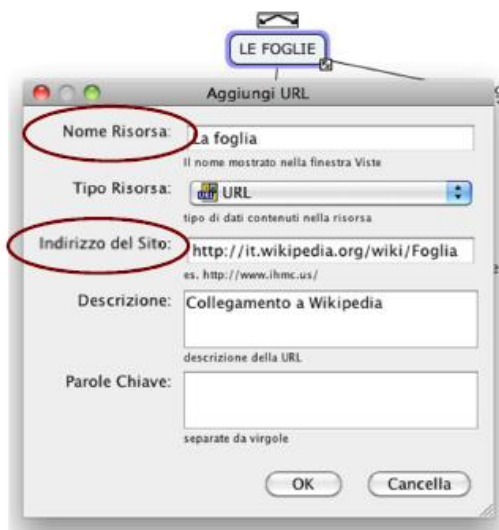 LE FOGLIE
Aggiungi URL
Nome Risorsa: La foglia
Il nome mostrato nella finestra Viste
Tipo Risorsa: URL
tipo di dati contenuti nella risorsa
Indirizzo del Sito: http://it.wikipedia.org/wiki/Foglia
es. http://www.ihmc.us/
Descrizione: Collegamento a Wikipedia
descrizione della URL
Parole Chiave:
separate da virgole
OK Cancella